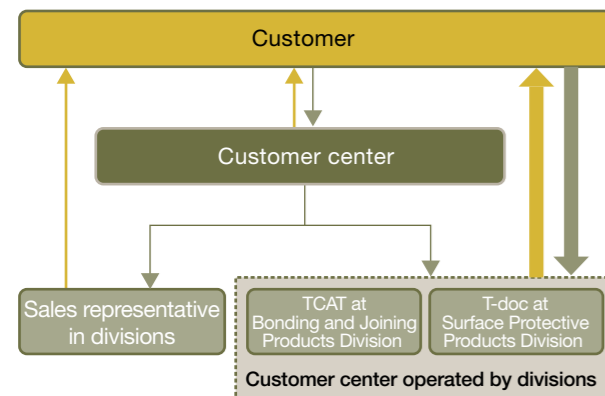 Customer
Customer center
Sales representative
in divisions
TCAT at
Bonding and Joining
Products Division
T-doc at
Surface Protective
Products Division
Customer center operated by divisions